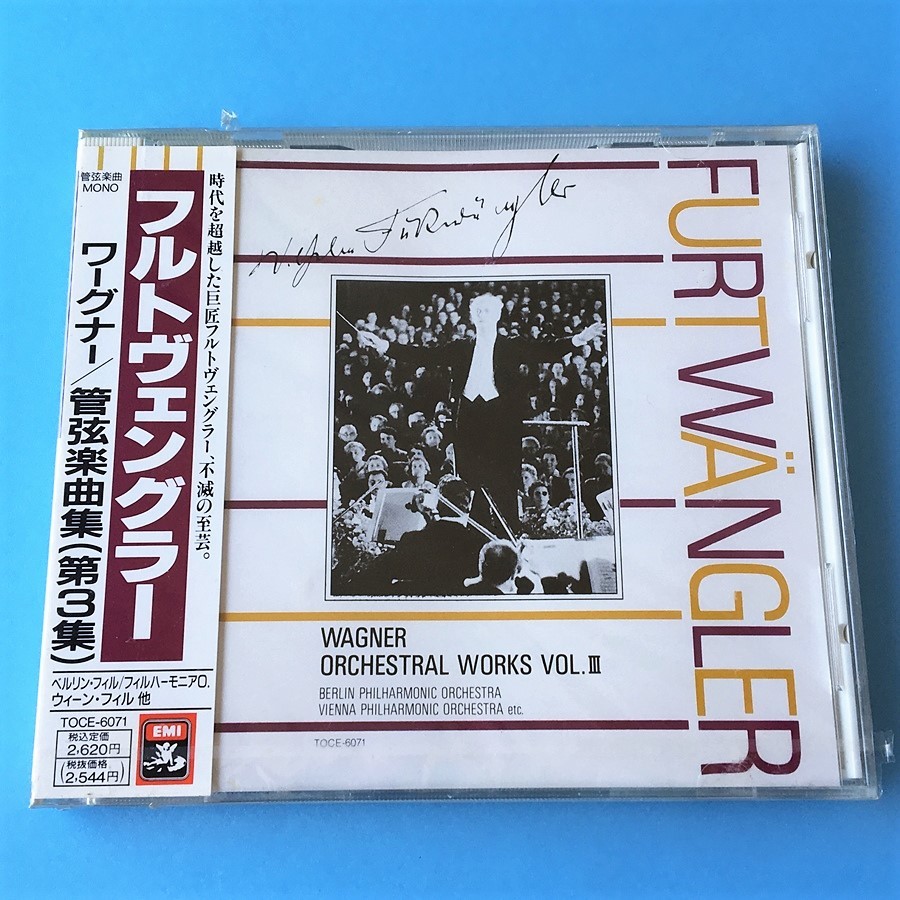 管弦楽曲
MONO
フルトヴェングラー
ワーグナー/管弦楽曲集(第3集)
時代を超越した巨匠フルトヴェングラー、不滅の至芸。
ベルリン・フィル/フィルハーモニアO.
ウィーン・フィル 他
TOCE-6071
税込定価
2,620円
税抜価格
(2,544円)
EMI
Wilhelm Furtwängler
FURTWÄNGLER
WAGNER
ORCHESTRAL WORKS VOL.III
BERLIN PHILHARMONIC ORCHESTRA
VIENNA PHILHARMONIC ORCHESTRA etc.
TOCE-6071